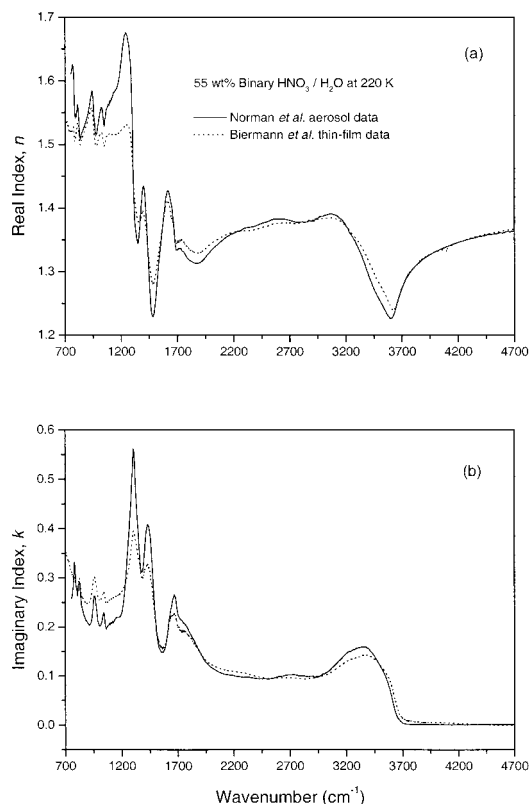 1.7
(a)
1.6
55 wt% Binary HNO3 / H2O at 220 K
Norman et al. aerosol data
Biermann et al. thin-film data
1.5
Real Index, n
1.4
1.3
1.2
700 1200 1700 2200 2700 3200 3700 4200 4700
0.6
(b)
0.5
0.4
Imaginary Index, k
0.3
0.2
0.1
0.0
700 1200 1700 2200 2700 3200 3700 4200 4700
Wavenumber (cm-1)